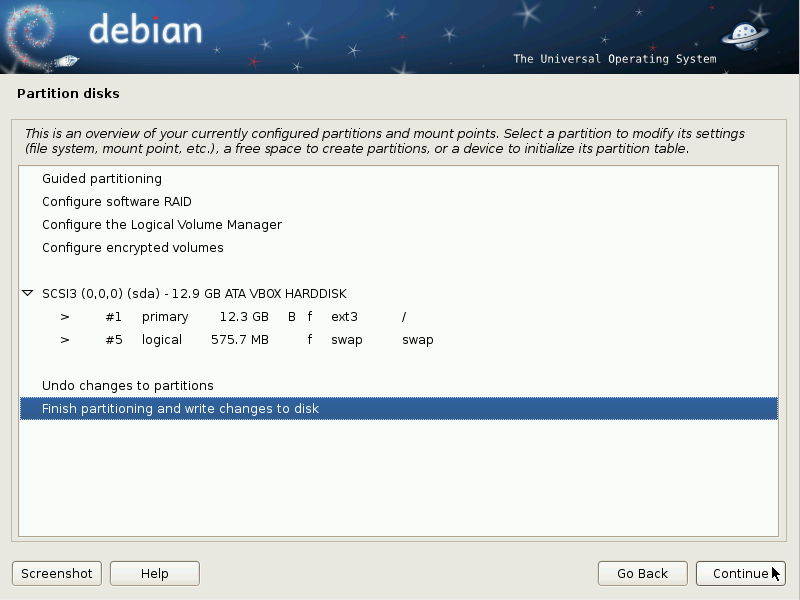 debian
The Universal Operating System
Partition disks
This is an overview of your currently configured partitions and mount points. Select a partition to modify its settings
(file system, mount point, etc.), a free space to create partitions, or a device to initialize its partition table.
Guided partitioning
Configure software RAID
Configure the Logical Volume Manager
Configure encrypted volumes
SCSI3 (0,0,0) (sda) - 12.9 GB ATA VBOX HARDDISK
> #1 primary 12.3 GB B f ext3 /
> #5 logical 575.7 MB f swap swap
Undo changes to partitions
Finish partitioning and write changes to disk
Screenshot Help Go Back Continue